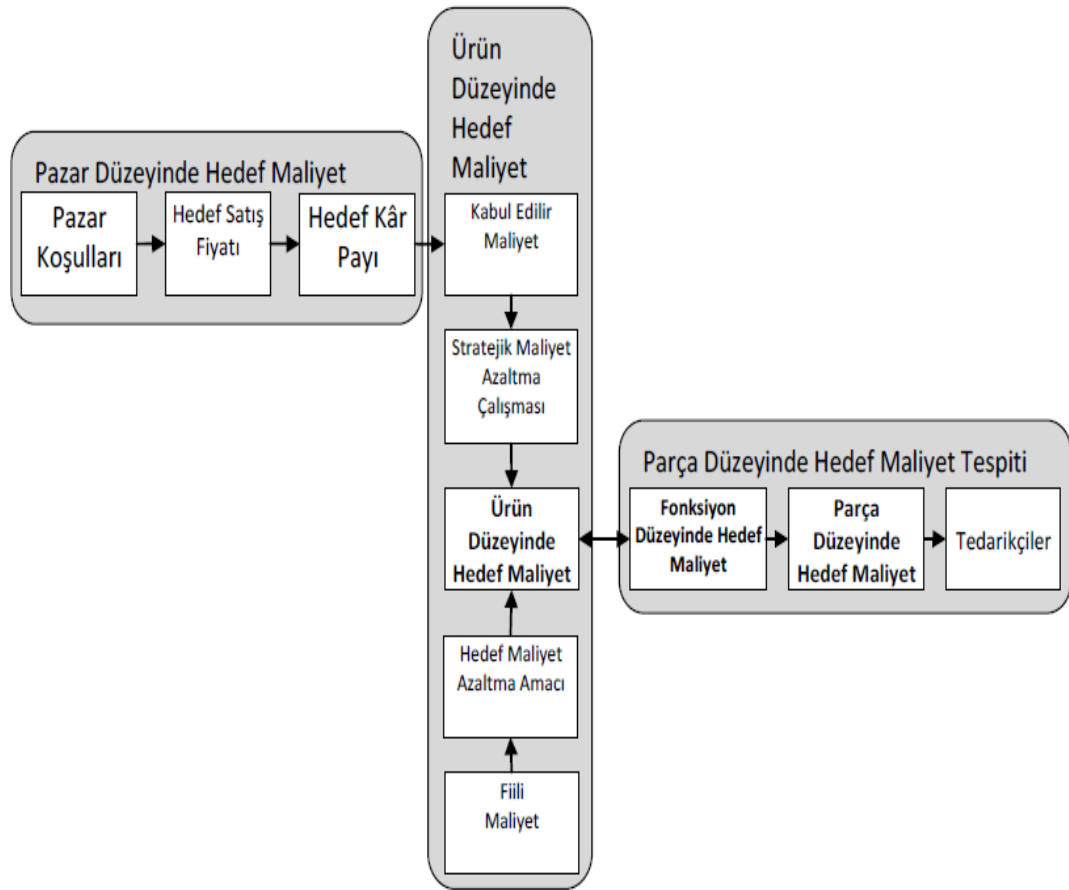 Pazar Düzeyinde Hedef Maliyet
Pazar
Koşulları
Hedef Satış
Fiyatı
Hedef Kâr
Payı
Ürün
Düzeyinde
Hedef
Maliyet
Kabul Edilir
Maliyet
Stratejik Maliyet
Azaltma
Çalışması
Ürün
Düzeyinde
Hedef Maliyet
Hedef Maliyet
Azaltma Amacı
Fiili
Maliyet
Parça Düzeyinde Hedef Maliyet Tespiti
Fonksiyon
Düzeyinde Hedef
Maliyet
Parça
Düzeyinde
Hedef Maliyet
Tedarikçiler